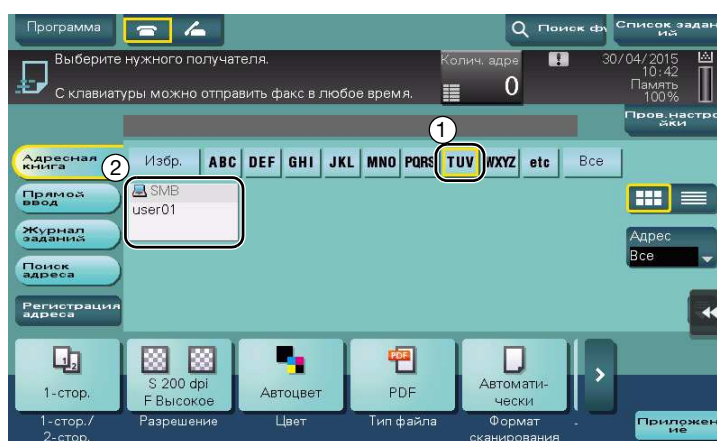 Программа
Поиск фу
Список задан
ий
Выберите нужного получателя.
С клавиатуры можно отправить факс в любое время.
Колич. адре
0
30/04/2015
10:42
Память
100%
Пров.настро
йки
1
Адресная
книга
2
Избр.
ABC
DEF
GHI
JKL
MNO
PQRS
TUV
WXYZ
etc
Все
SMB
user01
Прямой
ввод
Журнал
заданий
Поиск
адреса
Регистрация
адреса
Адрес
Все
1-стор.
S 200 dpi
F Высокое
Автоцвет
PDF
PDF
Автомати-
чески
1-стор./
2-стор.
Разрешение
Цвет
Тип файла
Формат
сканирования
Приложен
ие